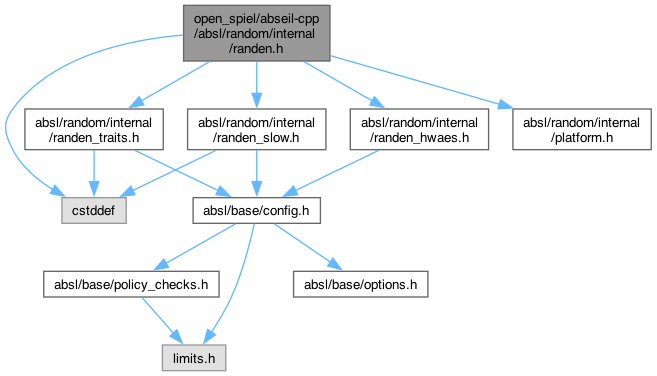 open_spiel/abseil-cpp
/absl/random/internal
/randen.h
absl/random/internal
/randen_traits.h
absl/random/internal
/randen_slow.h
absl/random/internal
/randen_hwaes.h
absl/random/internal
/platform.h
cstddef
absl/base/config.h
absl/base/policy_checks.h
absl/base/options.h
limits.h